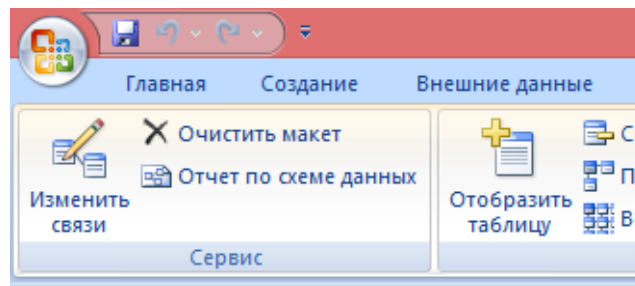 Главная Создание Внешние данные
Очистить макет
Отчет по схеме данных
Изменить связи
Отобразить таблицу
С
П
В
Сервис